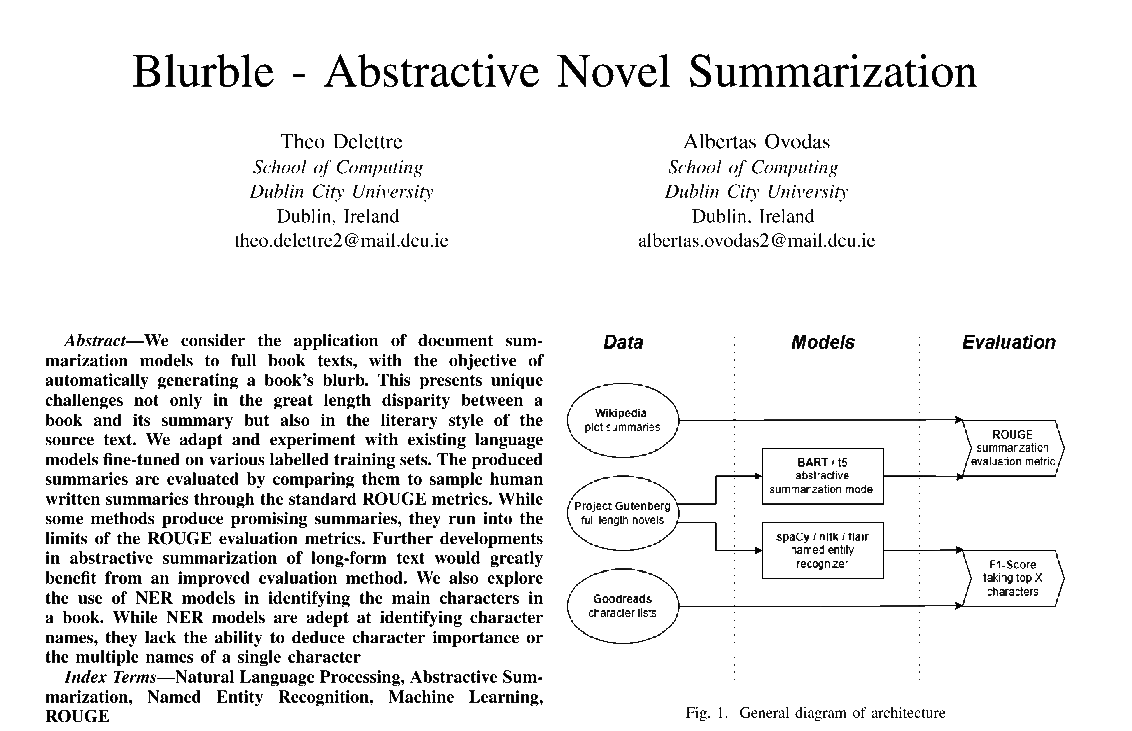 Blurble - Abstractive Novel Summarization
Theo Delettre
School of Computing
Dublin City University
Dublin, Ireland
theo.delettre2@mail.dcu.ie
Albertas Ovodas
School of Computing
Dublin City University
Dublin, Ireland
albertas.ovodas2@mail.dcu.ie
Abstract—We consider the application of document sum-
marization models to full book texts, with the objective of
automatically generating a book's blurb. This presents unique
challenges not only in the great length disparity between a
book and its summary but also in the literary style of the
source text. We adapt and experiment with existing language
models fine-tuned on various labelled training sets. The produced
summaries are evaluated by comparing them to sample human
written summaries through the standard ROUGE metrics. While
some methods produce promising summaries, they run into the
limits of the ROUGE evaluation metrics. Further developments
in abstractive summarization of long-form text would greatly
benefit from an improved evaluation method. We also explore
the use of NER models in identifying the main characters in
a book. While NER models are adept at identifying character
names, they lack the ability to deduce character importance or
the multiple names of a single character
Index Terms—Natural Language Processing, Abstractive Sum-
marization, Named Entity Recognition, Machine Learning,
ROUGE
Data
Models
Evaluation
Wikipedia
plot summaries
Project Gutenberg
full length novels
Goodreads
character lists
BART / t5
abstractive
summarization model
spaCy / nltk / flair
named entity
recognizer
ROUGE
summarization
evaluation metric
F1-Score
taking top X
characters
Fig. 1. General diagram of architecture